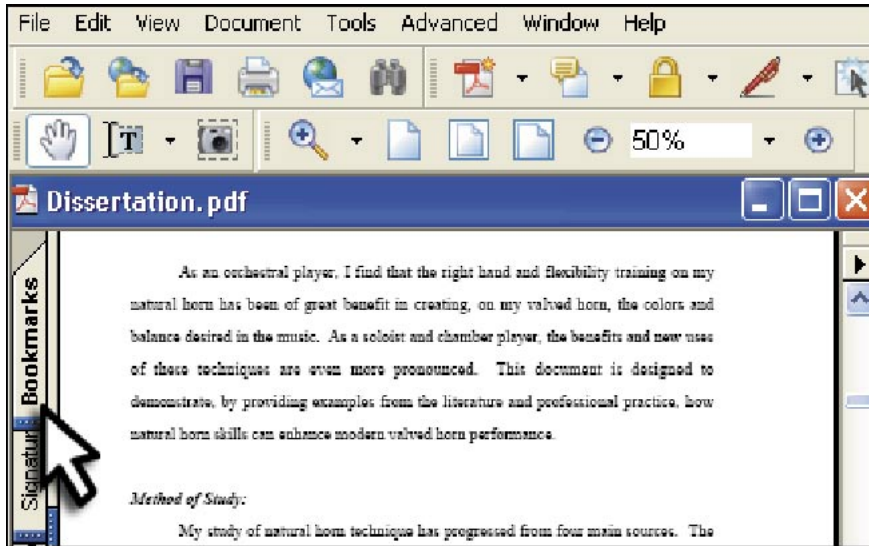 File Edit View Document Tools Advanced Window Help
T
50%
Dissertation.pdf
Bookmarks
Signatur
As an orchestral player, I find that the right hand and flexibility training on my
natural horn has been of great benefit in creating, on my valved horn, the colors and
balance desired in the music. As a soloist and chamber player, the benefits and new uses
of these techniques are even more pronounced. This document is designed to
demonstrate, by providing examples from the literature and professional practice, how
natural horn skills can enhance modern valved horn performance.
Method of Study:
My study of natural horn technique has progressed from four main sources. The